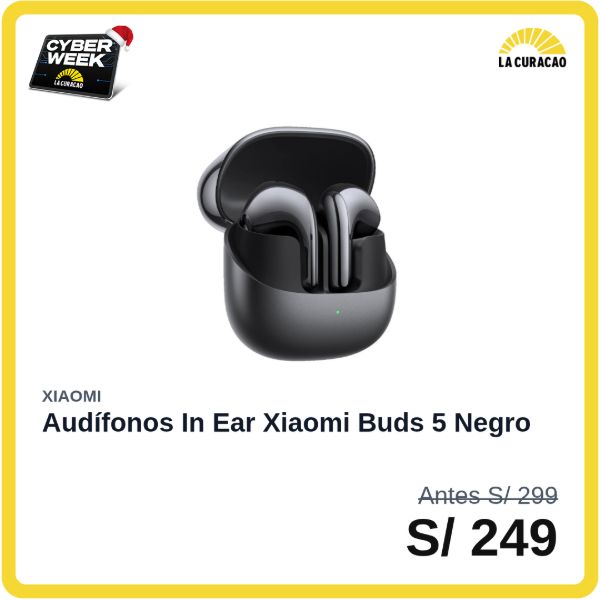 CYBER
WEEK
LA CURACAO
LA CURACAO
XIAOMI
Audífonos In Ear Xiaomi Buds 5 Negro
Antes S/ 299
S/ 249